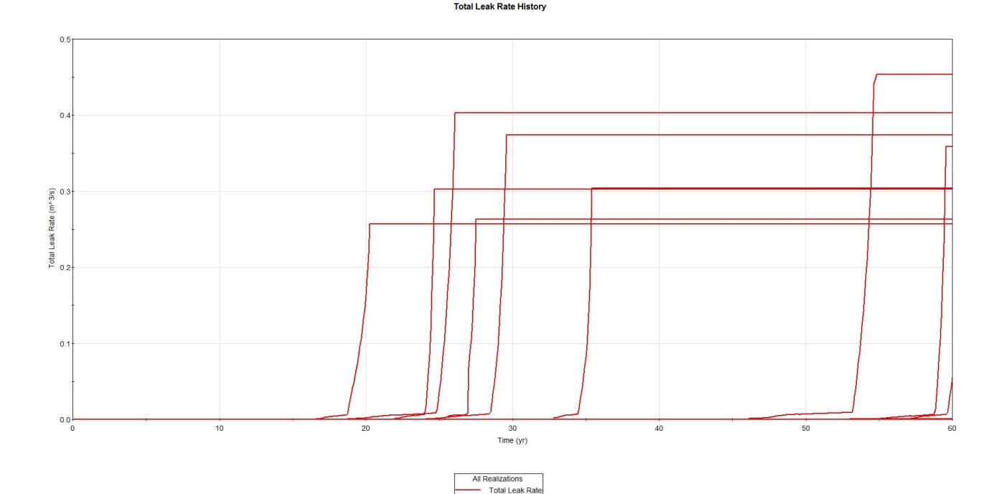 Total Leak Rate History
Total Leak Rate (m^3/s)
0.5
0.4
0.3
0.2
0.1
0.0
0 10 20 30 40 50 60
Time (yr)
All Realizations
Total Leak Rate